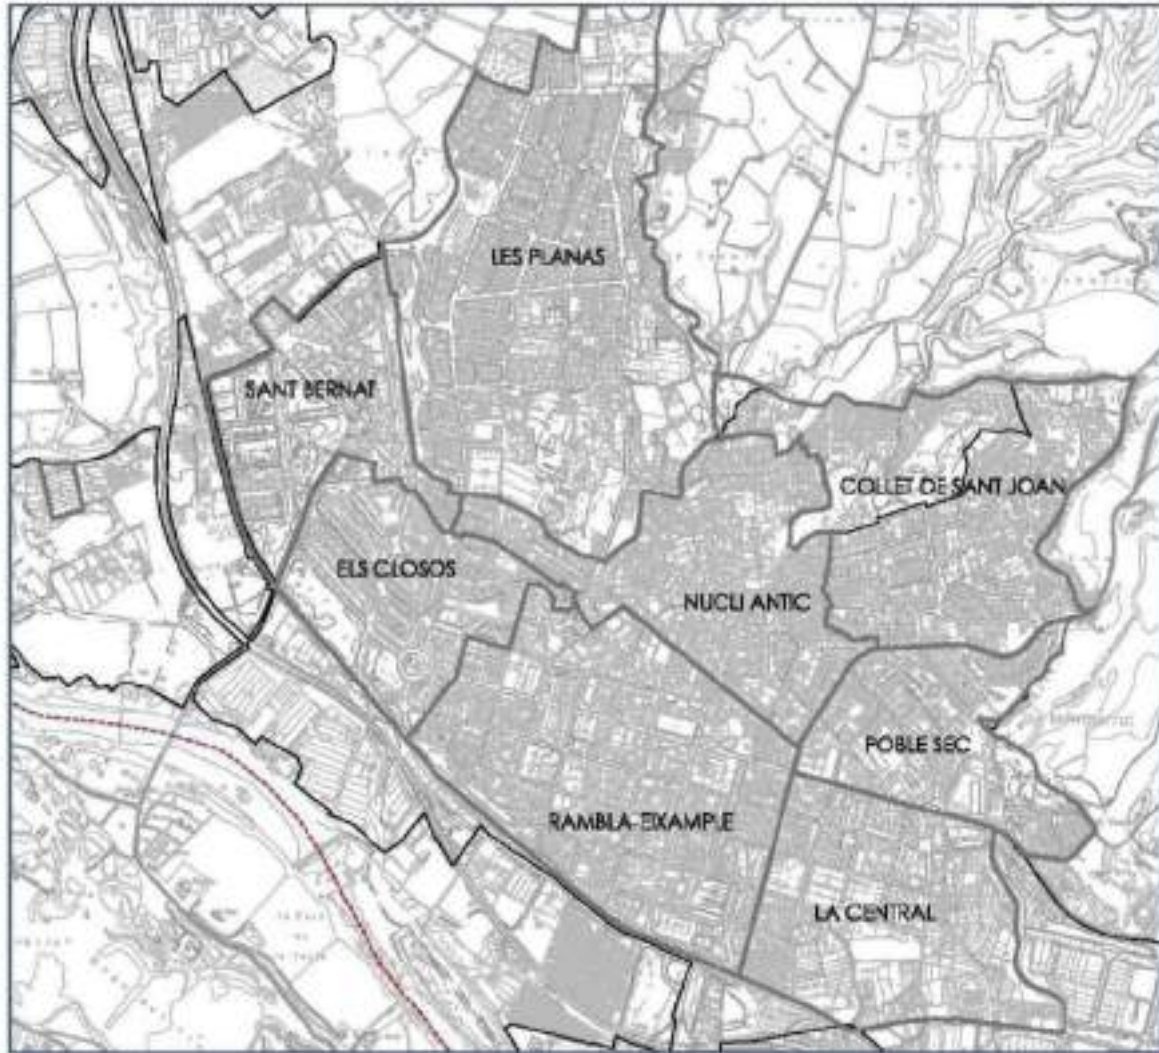 LES PLANAS
SANT BERNAT
COLLET DE SANT JOAN
ELS CLOSOS
NUCLI ANTIC
POBLE SEC
RAMBLA-EIXAMPLE
LA CENTRAL